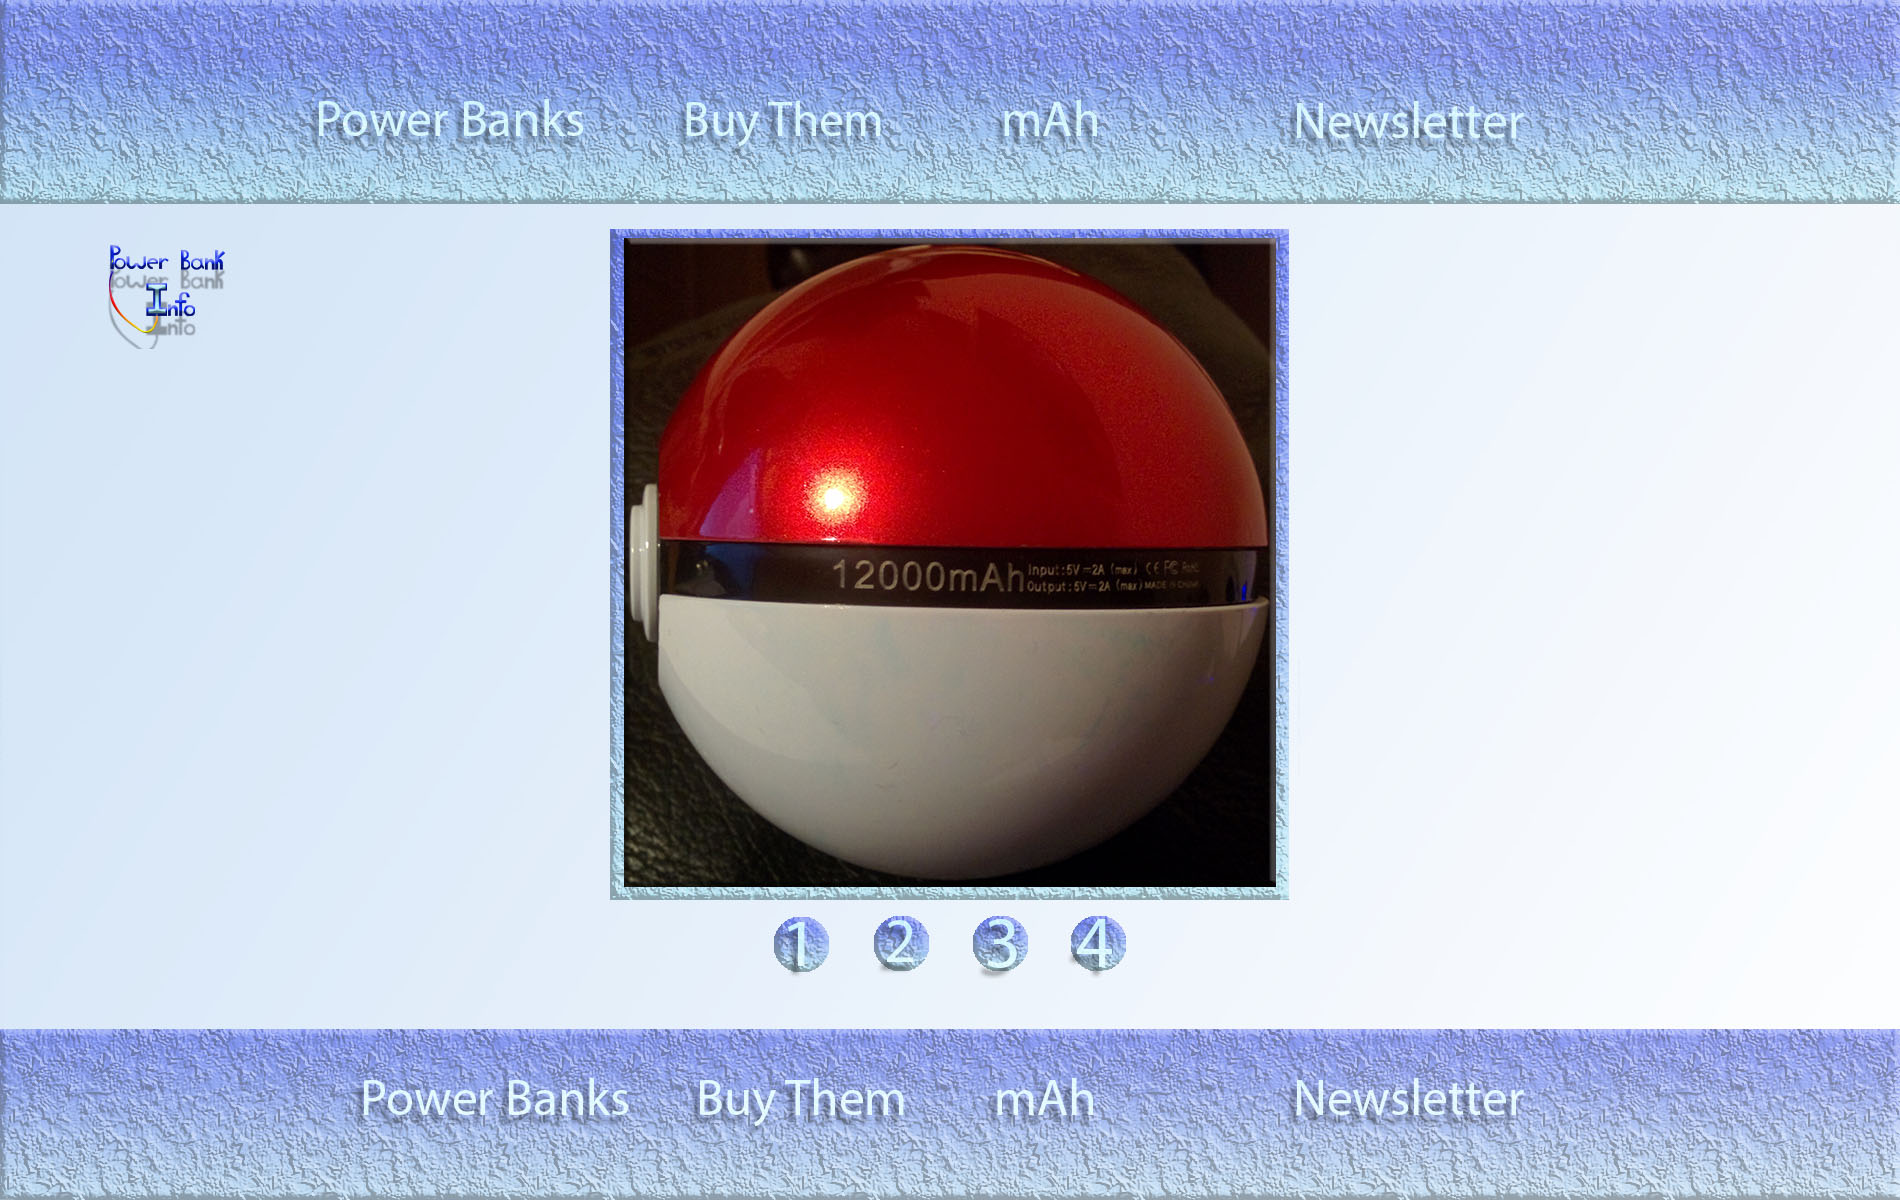 Power Banks Buy Them mAh Newsletter
Power Bank
Info
12000mAh
Input:5V=2A (max) CE FC RoHS
Output:5V=2A (max) MADE IN CHINA
1 2 3 4
Power Banks Buy Them mAh Newsletter